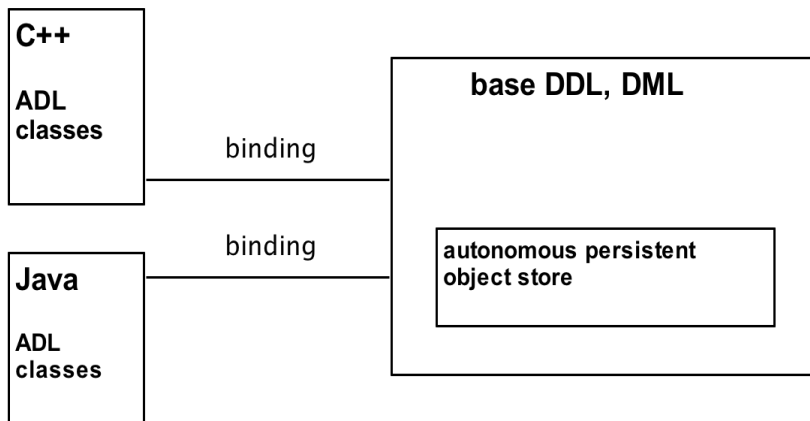 C++
ADL
classes
binding
base DDL, DML
binding
autonomous persistent
object store
Java
ADL
classes